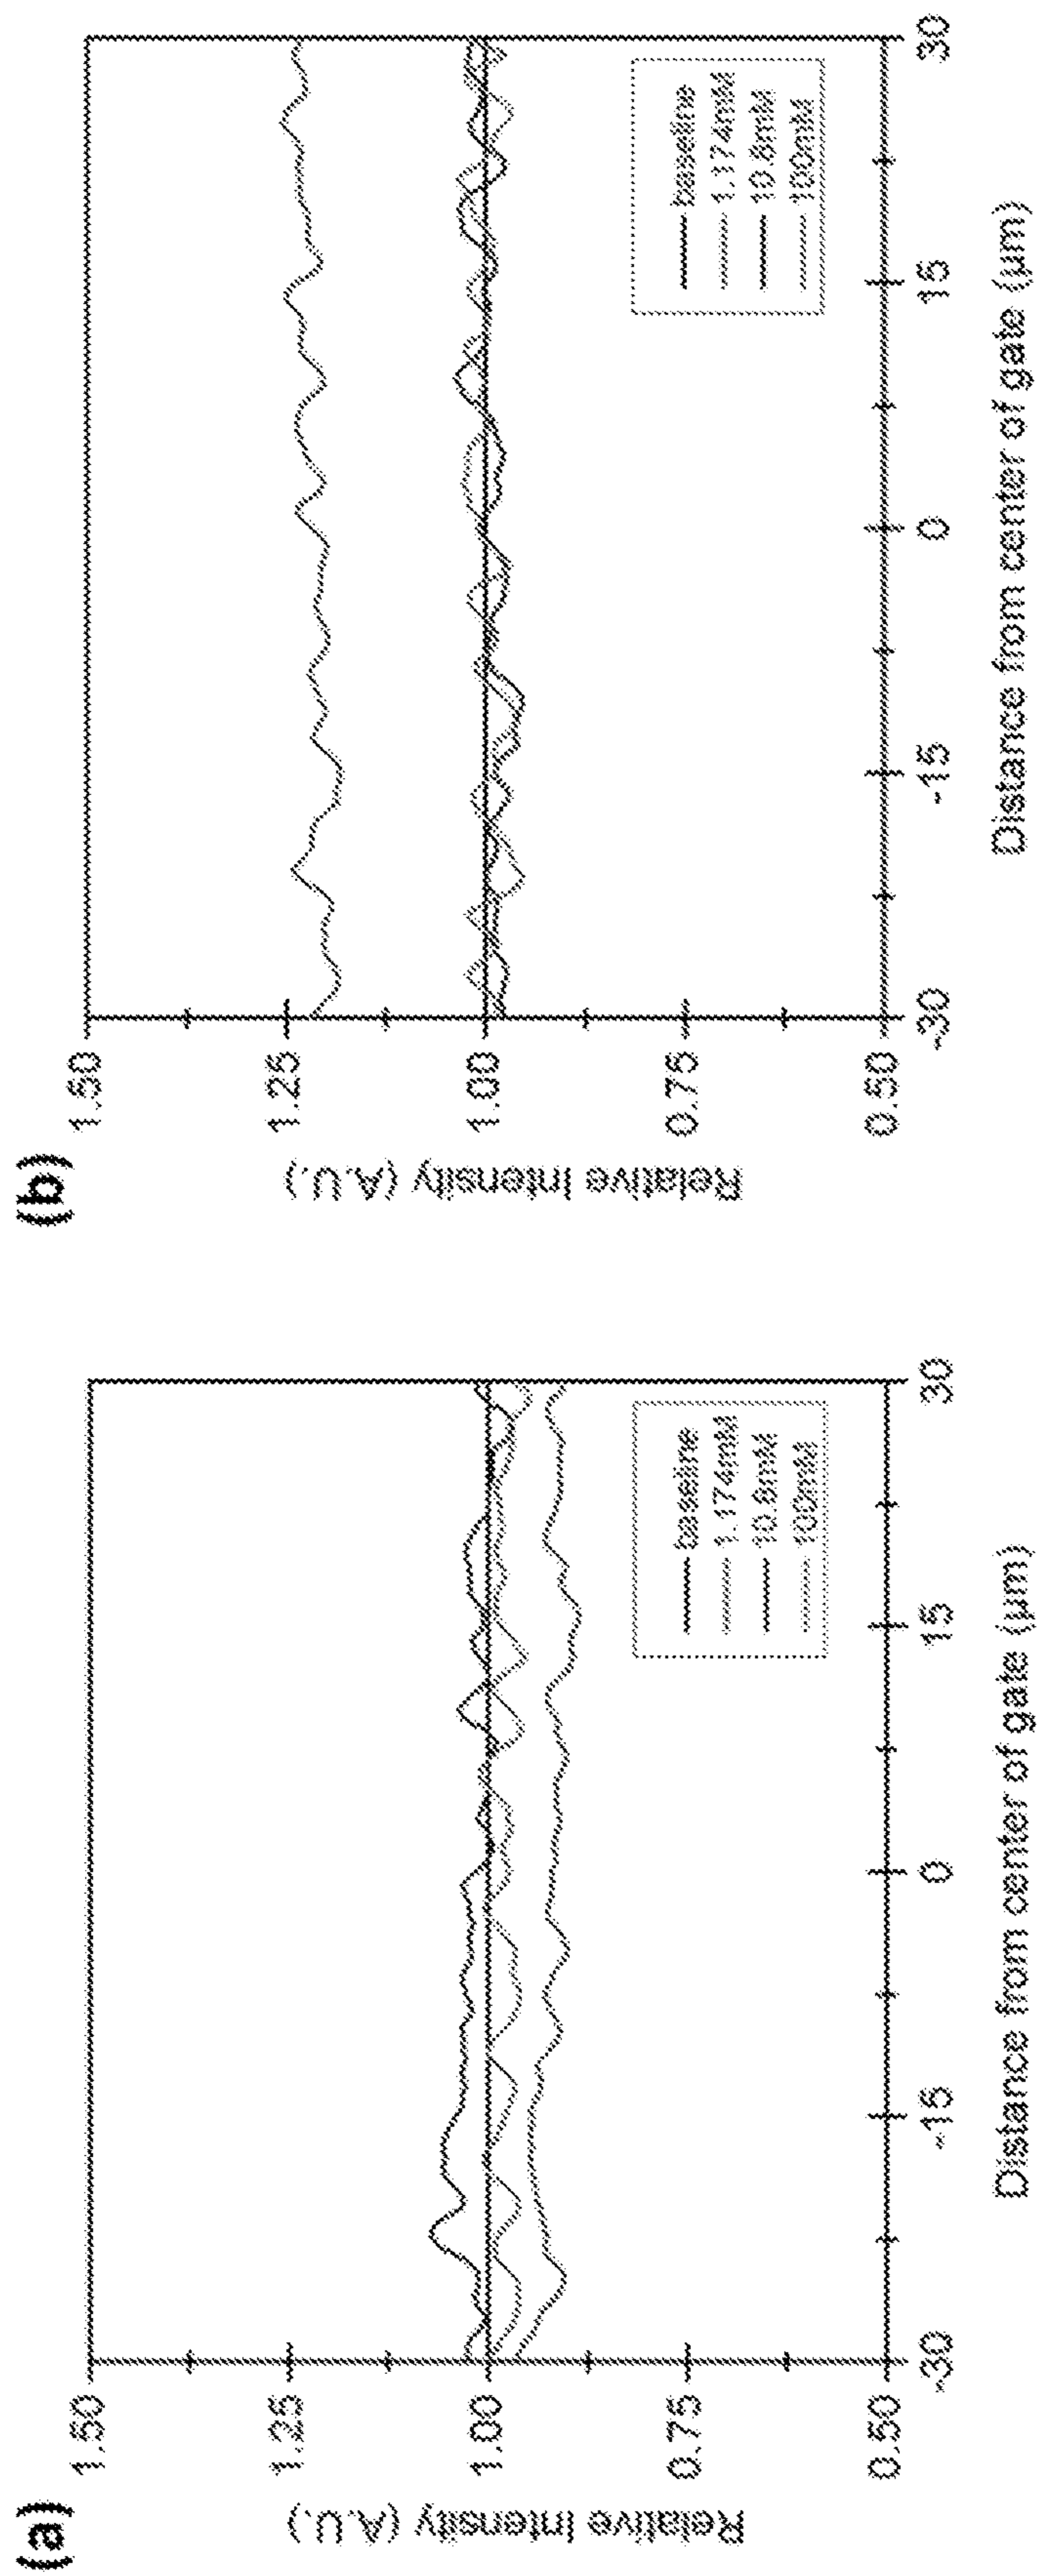 (a)
Relative Intensity (A.U.)
1.50
1.25
1.00
0.75
0.50
baseline
1.174mM
10.8mM
100mM
-30
-15
0
15
30
Distance from center of gate (µm)
(b)
Relative Intensity (A.U.)
1.50
1.25
1.00
0.75
0.50
baseline
1.174mM
10.8mM
100mM
-30
-15
0
15
30
Distance from center of gate (µm)